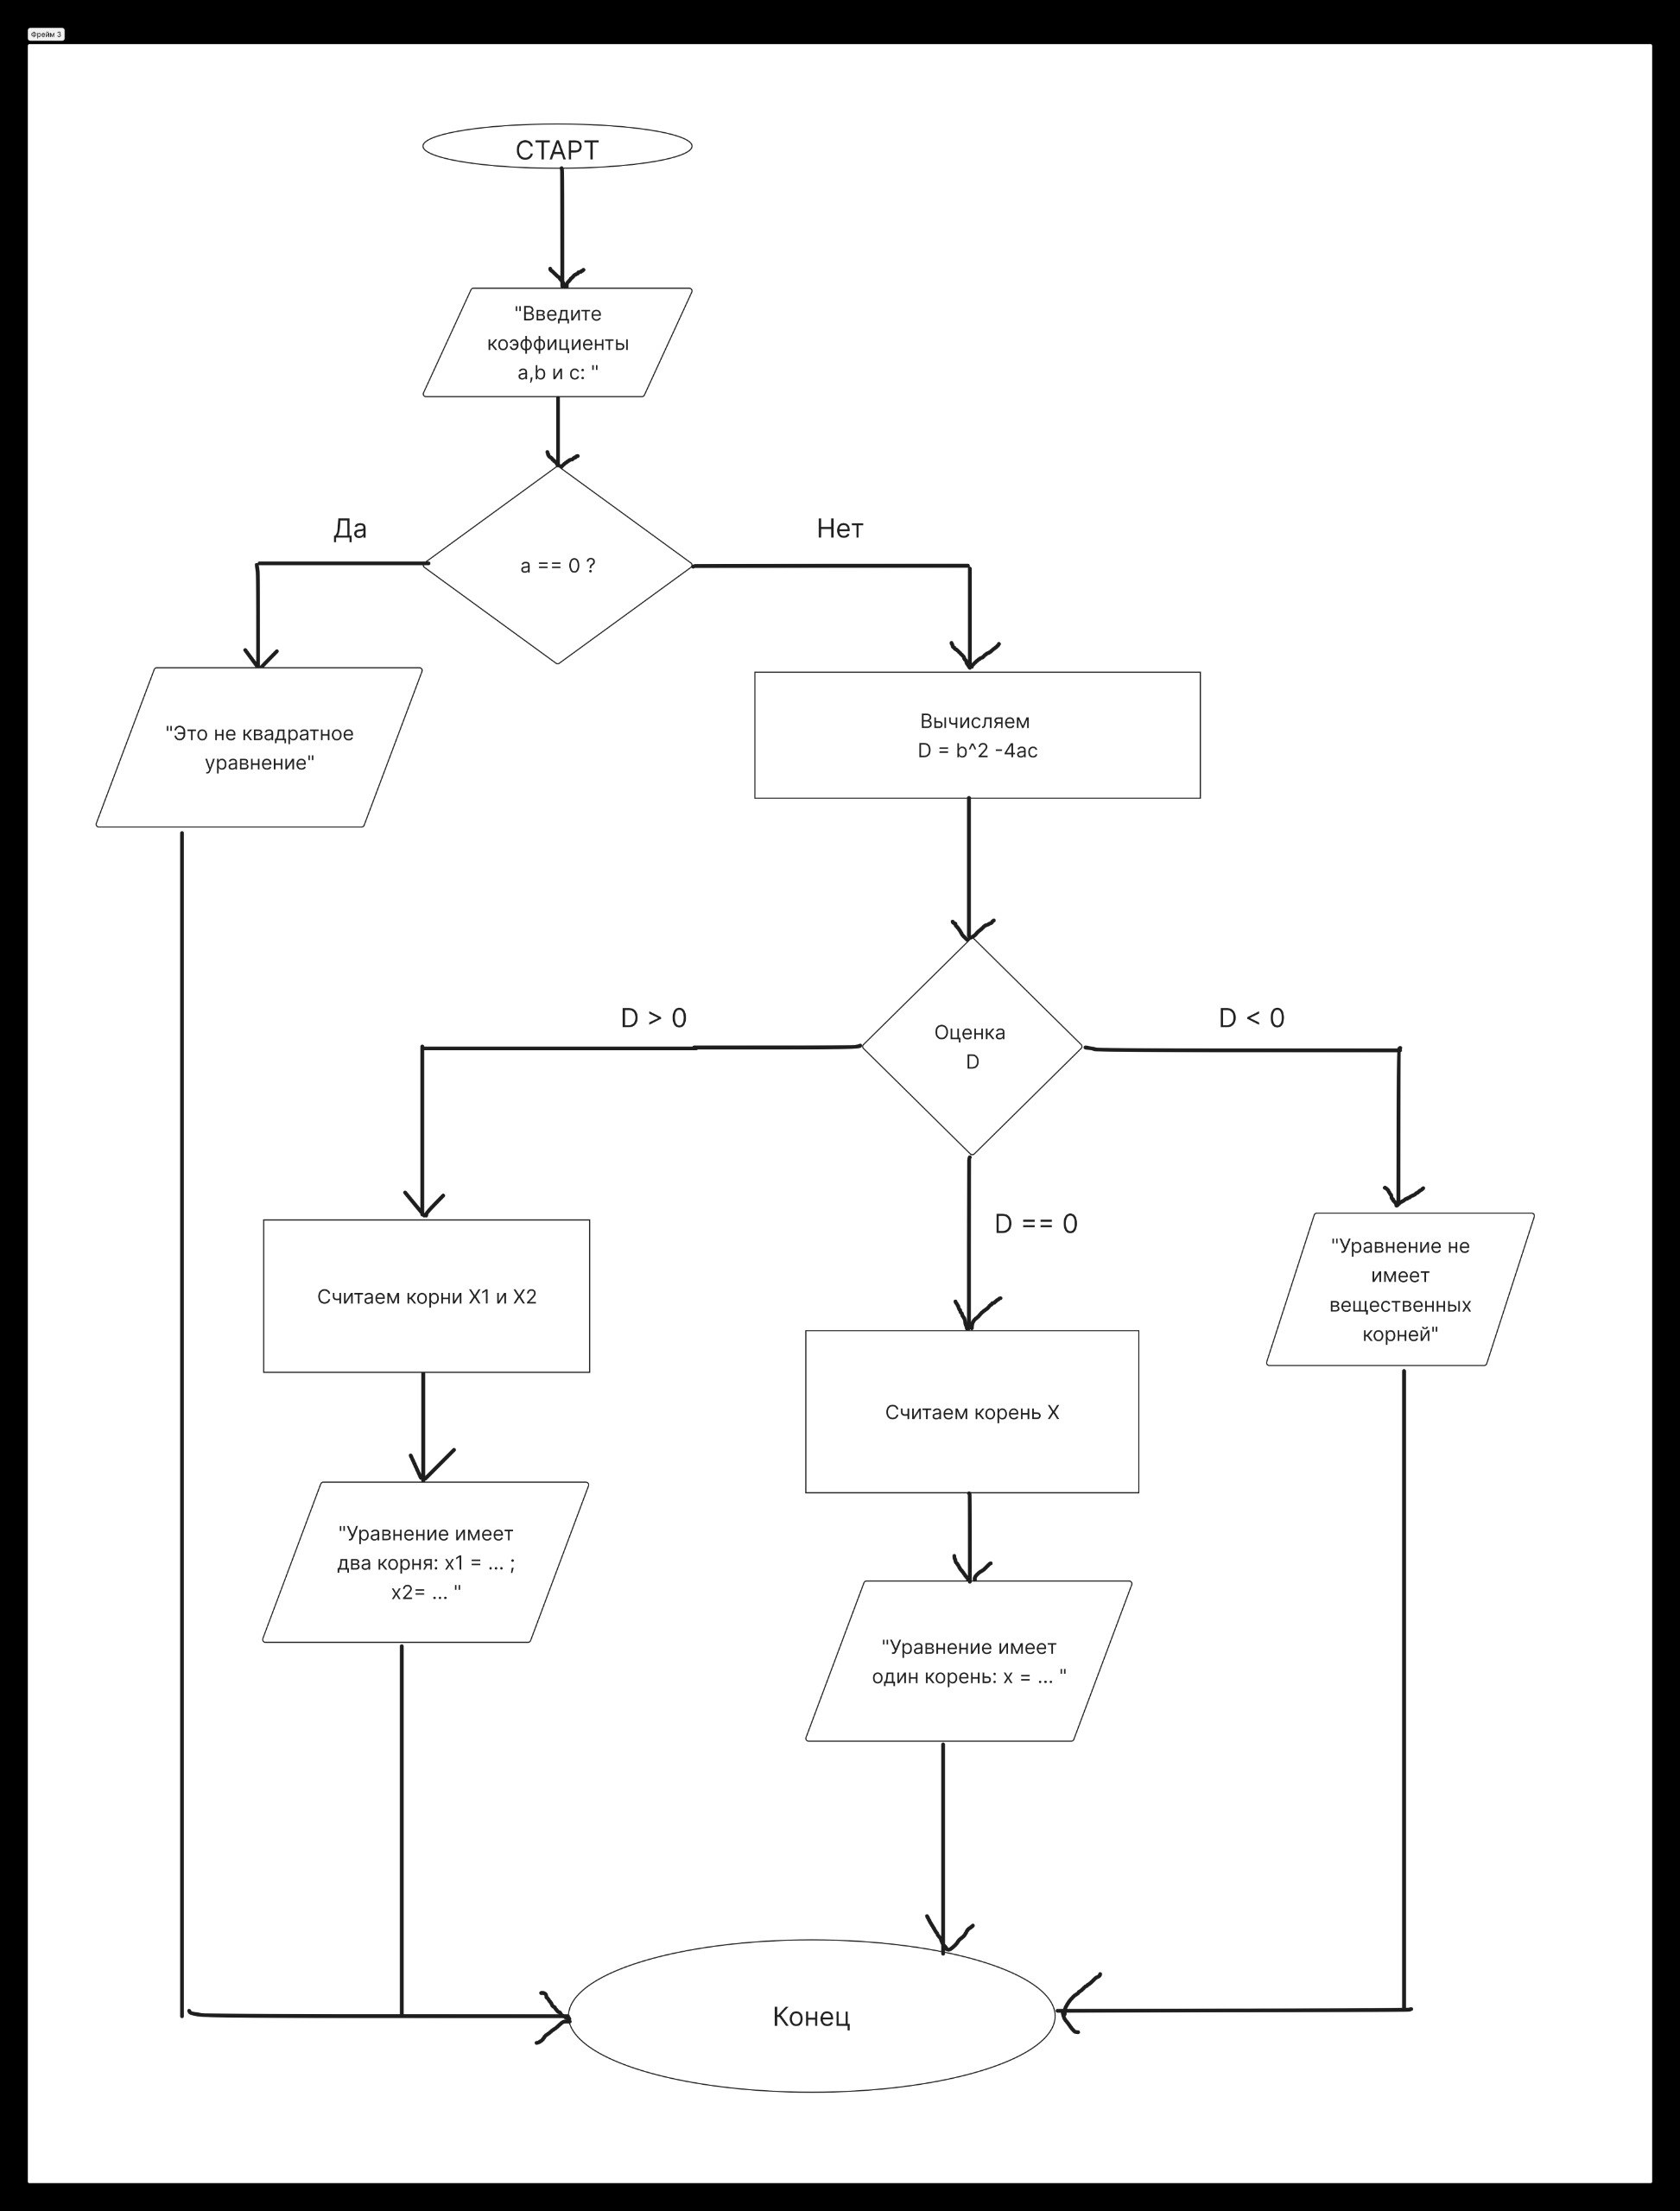 Фрейм 3
СТАРТ
"Введите
коэффициенты
a,b и c: "
Да
Нет
a == 0 ?
"Это не квадратное
уравнение"
Вычисляем
D = b^2 -4ac
D > 0
Оценка
D
D < 0
D == 0
Считаем корни X1 и X2
"Уравнение не
имеет
вещественных
корней"
Считаем корень X
"Уравнение имеет
два корня: x1 = ... ;
x2= ... "
"Уравнение имеет
один корень: x = ... "
Конец